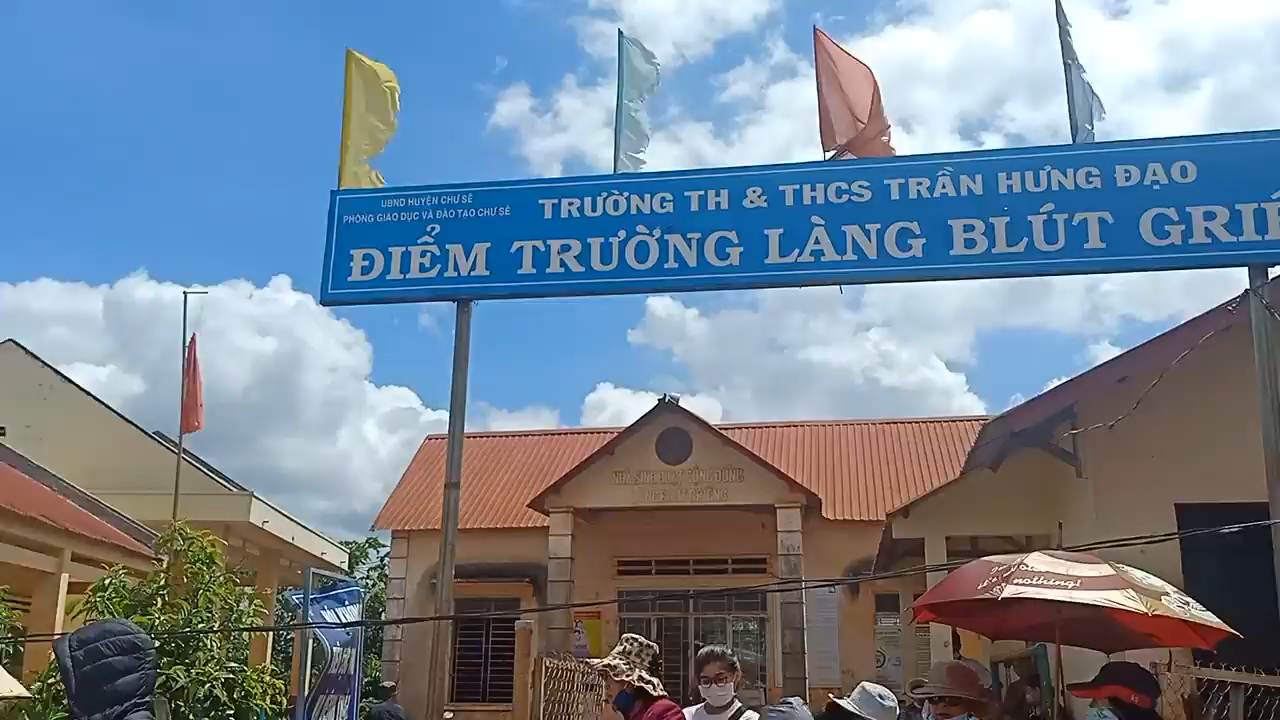 UBND HUYỆN CHƯ SÊ
PHÒNG GIÁO DỤC VÀ ĐÀO TẠO CHƯ SÊ
TRƯỜNG TH & THCS TRẦN HƯNG ĐẠO
ĐIỂM TRƯỜNG LÀNG BLÚT GRIÊ
NHÀ SINH HOẠT CỘNG ĐỒNG
nothing!